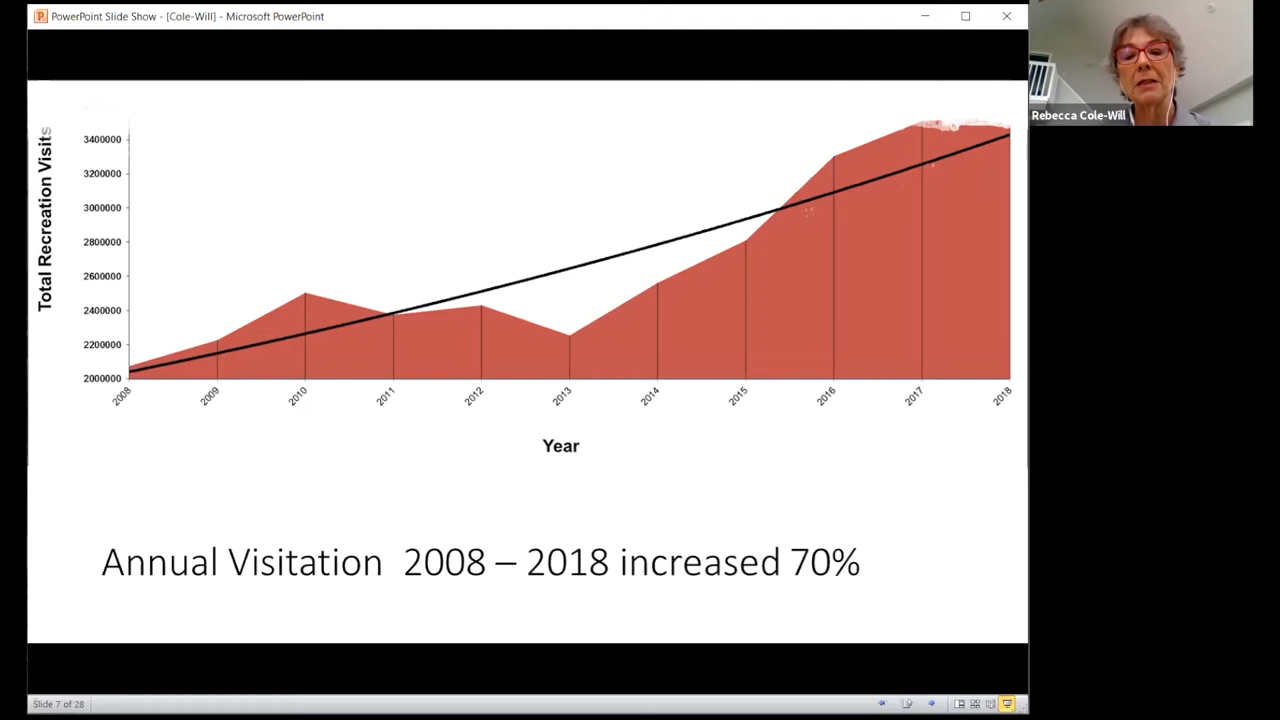 PowerPoint Slide Show - [Cole-Will] - Microsoft PowerPoint
Rebecca Cole-Will
Total Recreation Visits
3400000
3200000
3000000
2800000
2600000
2400000
2200000
2000000
2008 2009 2010 2011 2012 2013 2014 2015 2016 2017 2018
Year
Annual Visitation 2008 – 2018 increased 70%
Slide 7 of 28